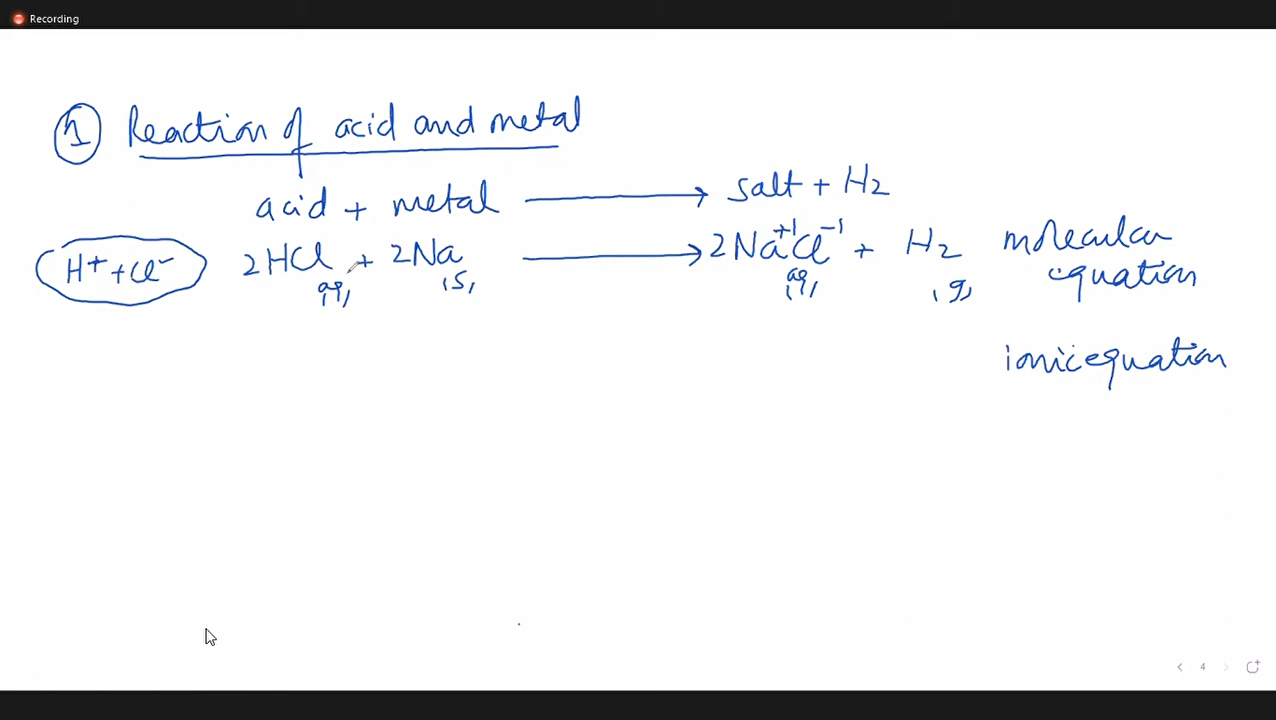 Recording
1 Reaction of acid and metal
acid + metal → salt + H2
H+ + Cl- 2HCl(aq) + 2Na(s) → 2Na+1Cl-1(aq) + H2(g) molecular equation
ionic equation
4